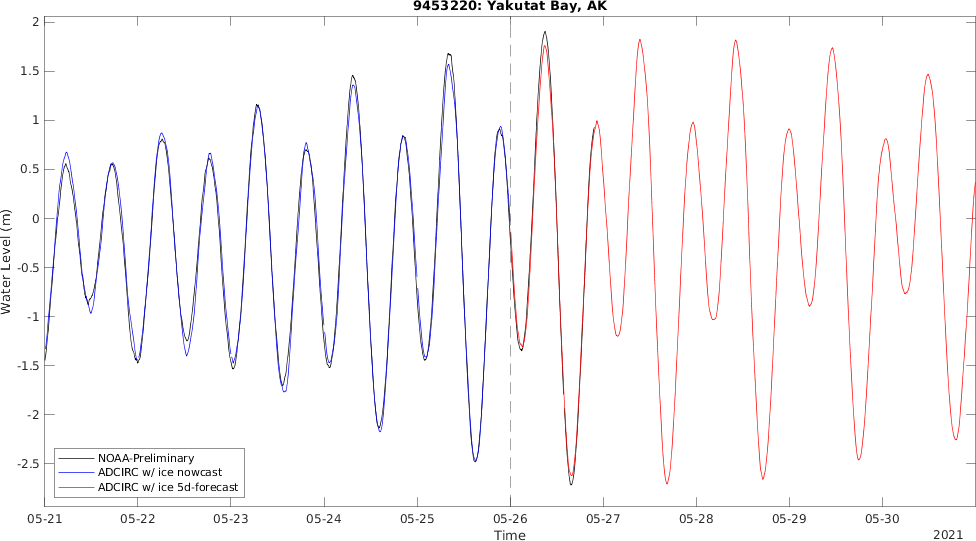 9453220: Yakutat Bay, AK
2
1.5
1
0.5
0
-0.5
-1
-1.5
-2
-2.5
Water Level (m)
NOAA-Preliminary
ADCIRC w/ ice nowcast
ADCIRC w/ ice 5d-forecast
05-21 05-22 05-23 05-24 05-25 05-26 05-27 05-28 05-29 05-30
Time
2021